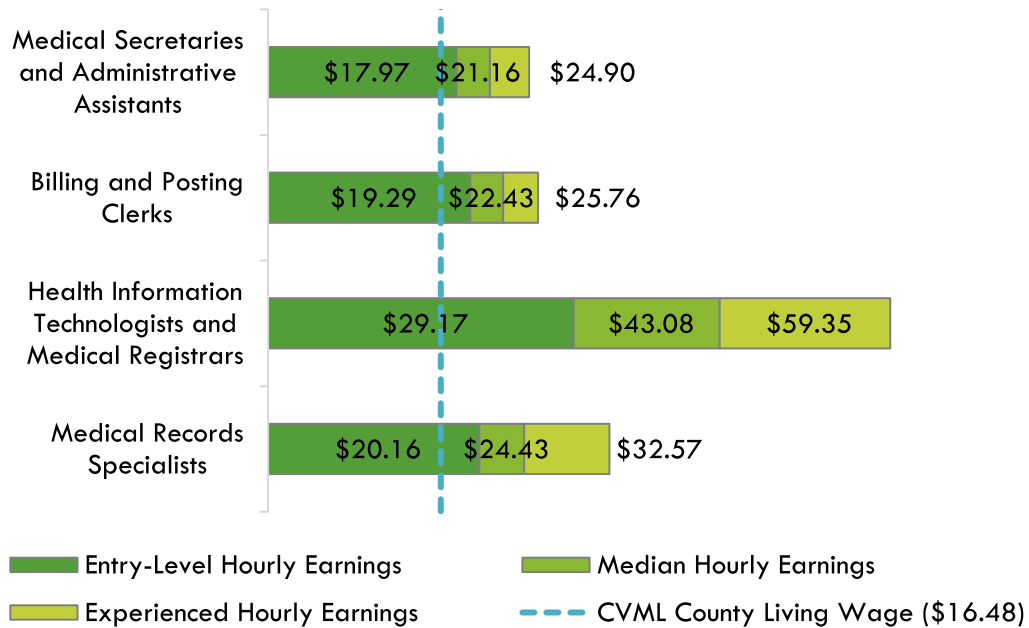 Medical Secretaries
and Administrative
Assistants
$17.97 $21.16 $24.90
Billing and Posting
Clerks
$19.29 $22.43 $25.76
Health Information
Technologists and
Medical Registrars
$29.17 $43.08 $59.35
Medical Records
Specialists
$20.16 $24.43 $32.57
Entry-Level Hourly Earnings Median Hourly Earnings
Experienced Hourly Earnings CVML County Living Wage ($16.48)